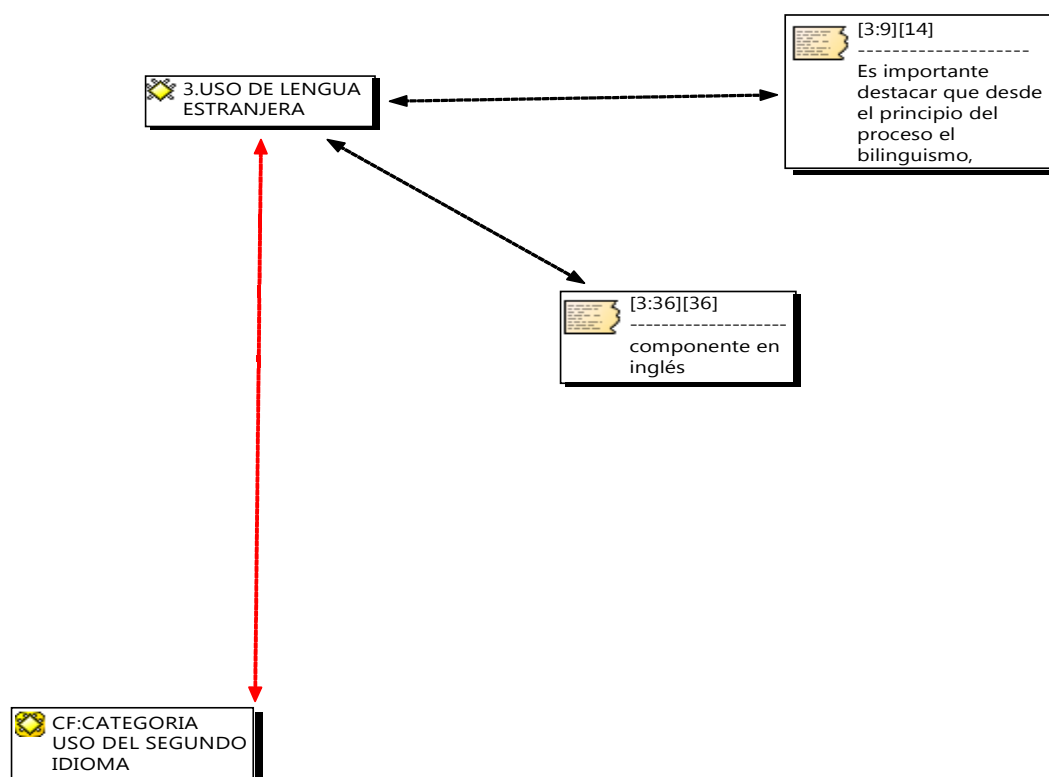 [3:9][14]
--------------------
Es importante
destacar que desde
el principio del
proceso el
bilinguismo,
3.USO DE LENGUA
ESTRANJERA
[3:36][36]
--------------------
componente en
inglés
CF:CATEGORIA
USO DEL SEGUNDO
IDIOMA